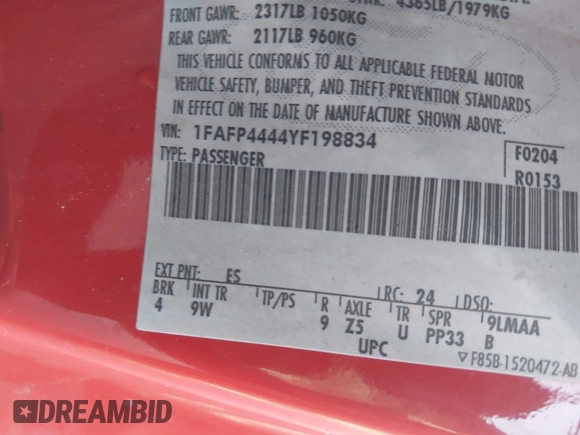 4365LB/1979KG
FRONT GAWR: 2317LB 1050KG
REAR GAWR: 2117LB 960KG
THIS VEHICLE CONFORMS TO ALL APPLICABLE FEDERAL MOTOR
VEHICLE SAFETY, BUMPER, AND THEFT PREVENTION STANDARDS
IN EFFECT ON THE DATE OF MANUFACTURE SHOWN ABOVE.
VIN: 1FAFP4444YF198834
TYPE: PASSENGER
F0204
R0153
EXT PNT: ES RC: 24 DSO:
BRK INT TR TP/PS R AXLE TR SPR 9LMAA
4 9W 9 Z5 U PP33 B
UFC
▽F85B-1520472-AB
DREAMBID